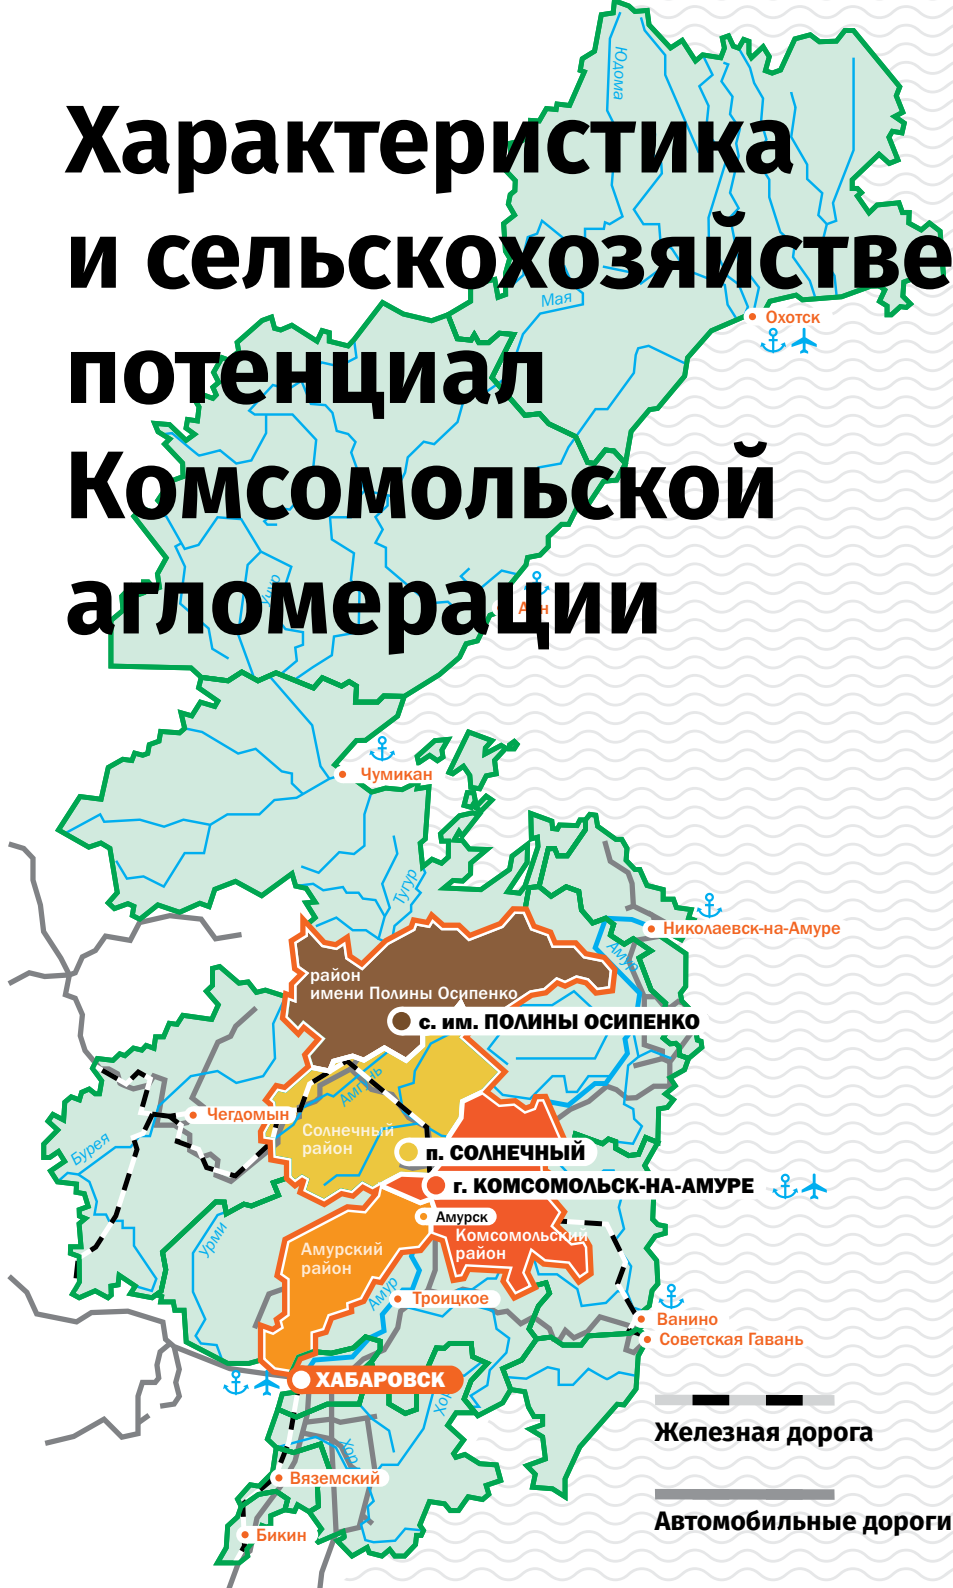 Юдома
Характеристика
и сельскохозяйстве
Мая
Охотск
потенциал
Комсомольской
агломерации
Чумикан
Тугур
Николаевск-на-Амуре
Амур
район
имени Полины Осипенко
с. им. ПОЛИНЫ ОСИПЕНКО
Амгунь
Чегдомын
Солнечный
район
Бурея
п. СОЛНЕЧНЫЙ
г. КОМСОМОЛЬСК-НА-АМУРЕ
Амурск
Урми
Комсомольский
район
Амурский
район
Амур
Троицкое
Ванино
Советская Гавань
ХАБАРОВСК
Железная дорога
Хор
Вяземский
Автомобильные дороги
Бикин